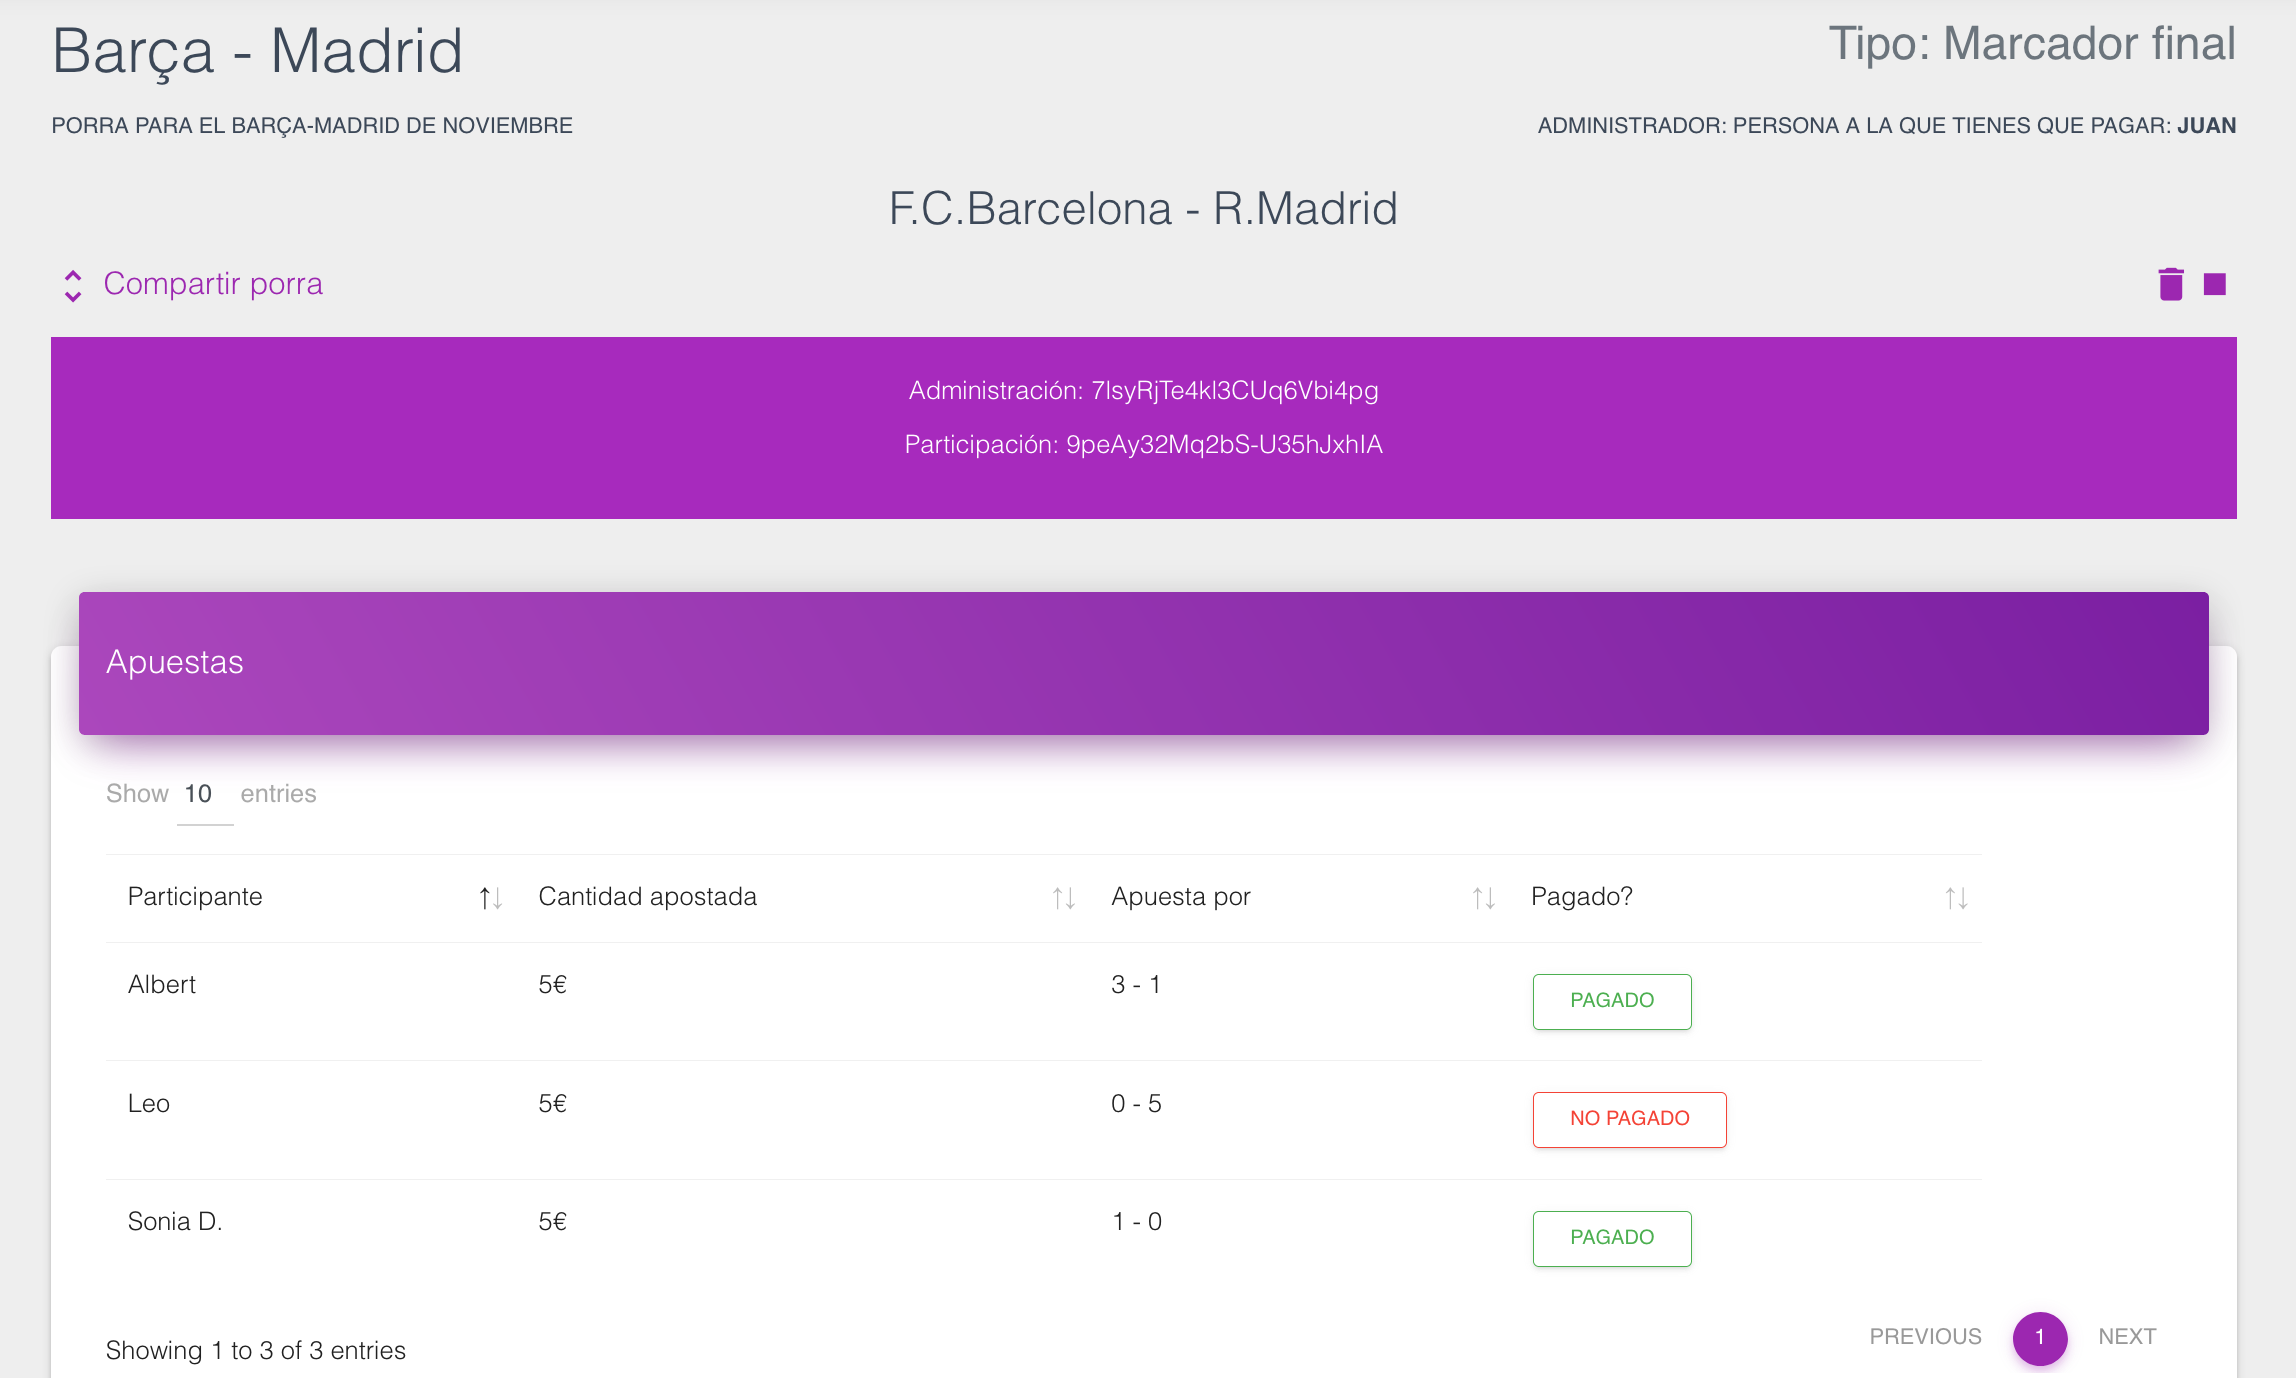 Barça - Madrid
Tipo: Marcador final
PORRA PARA EL BARÇA-MADRID DE NOVIEMBRE
ADMINISTRADOR: PERSONA A LA QUE TIENES QUE PAGAR: JUAN
F.C.Barcelona - R.Madrid
Compartir porra
Administración: 7lsyRjTe4kl3CUq6Vbi4pg
Participación: 9peAy32Mq2bS-U35hJxhIA
Apuestas
Show 10 entries
Participante Cantidad apostada Apuesta por Pagado?
Albert 5€ 3 - 1 PAGADO
Leo 5€ 0 - 5 NO PAGADO
Sonia D. 5€ 1 - 0 PAGADO
Showing 1 to 3 of 3 entries
PREVIOUS 1 NEXT